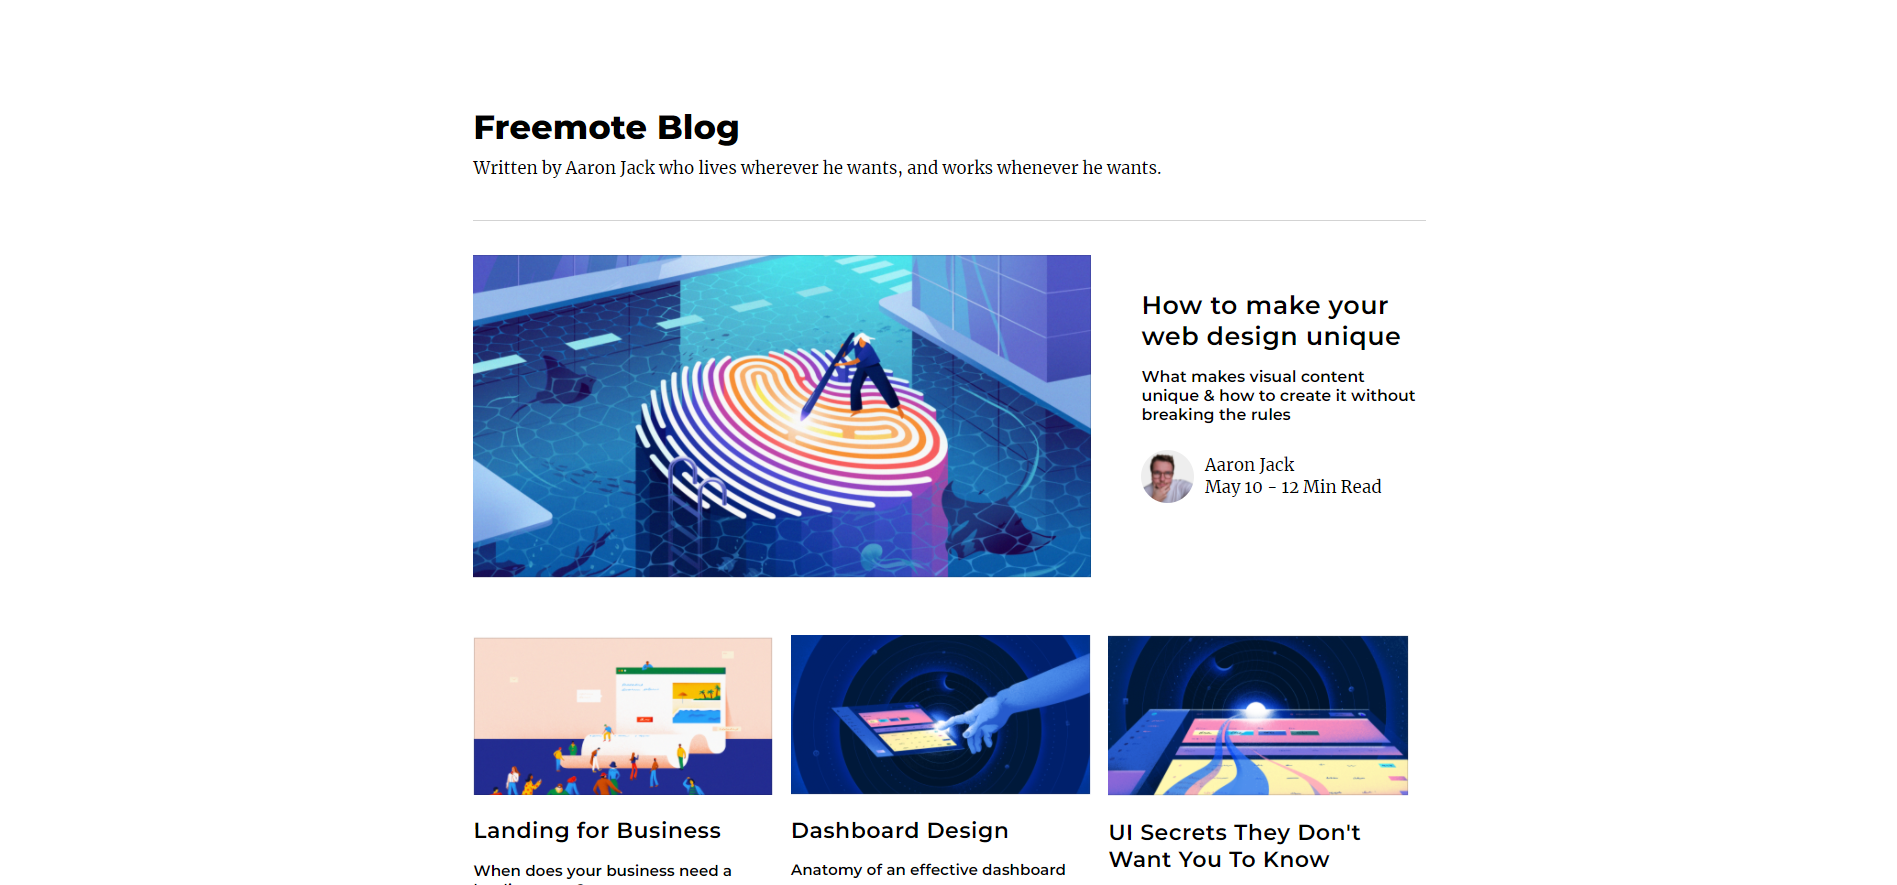 Freemote Blog
Written by Aaron Jack who lives wherever he wants, and works whenever he wants.
How to make your
web design unique
What makes visual content
unique & how to create it without
breaking the rules
Aaron Jack
May 10 - 12 Min Read
Landing for Business
When does your business need a
Dashboard Design
Anatomy of an effective dashboard
UI Secrets They Don't
Want You To Know